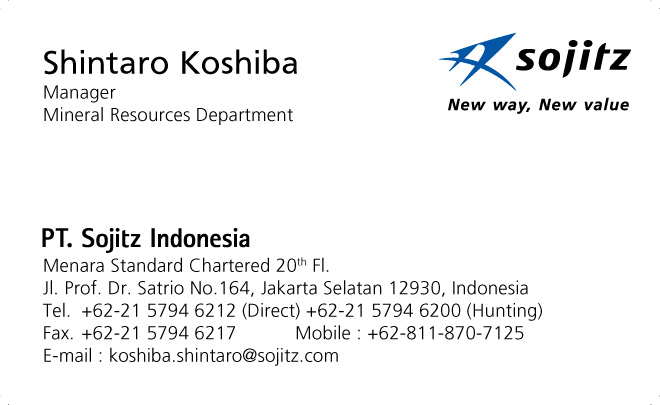 Shintaro Koshiba
Manager
Mineral Resources Department
sojitz
New way, New value
PT. Sojitz Indonesia
Menara Standard Chartered 20th Fl.
Jl. Prof. Dr. Satrio No.164, Jakarta Selatan 12930, Indonesia
Tel. +62-21 5794 6212 (Direct) +62-21 5794 6200 (Hunting)
Fax. +62-21 5794 6217 Mobile : +62-811-870-7125
E-mail : koshiba.shintaro@sojitz.com